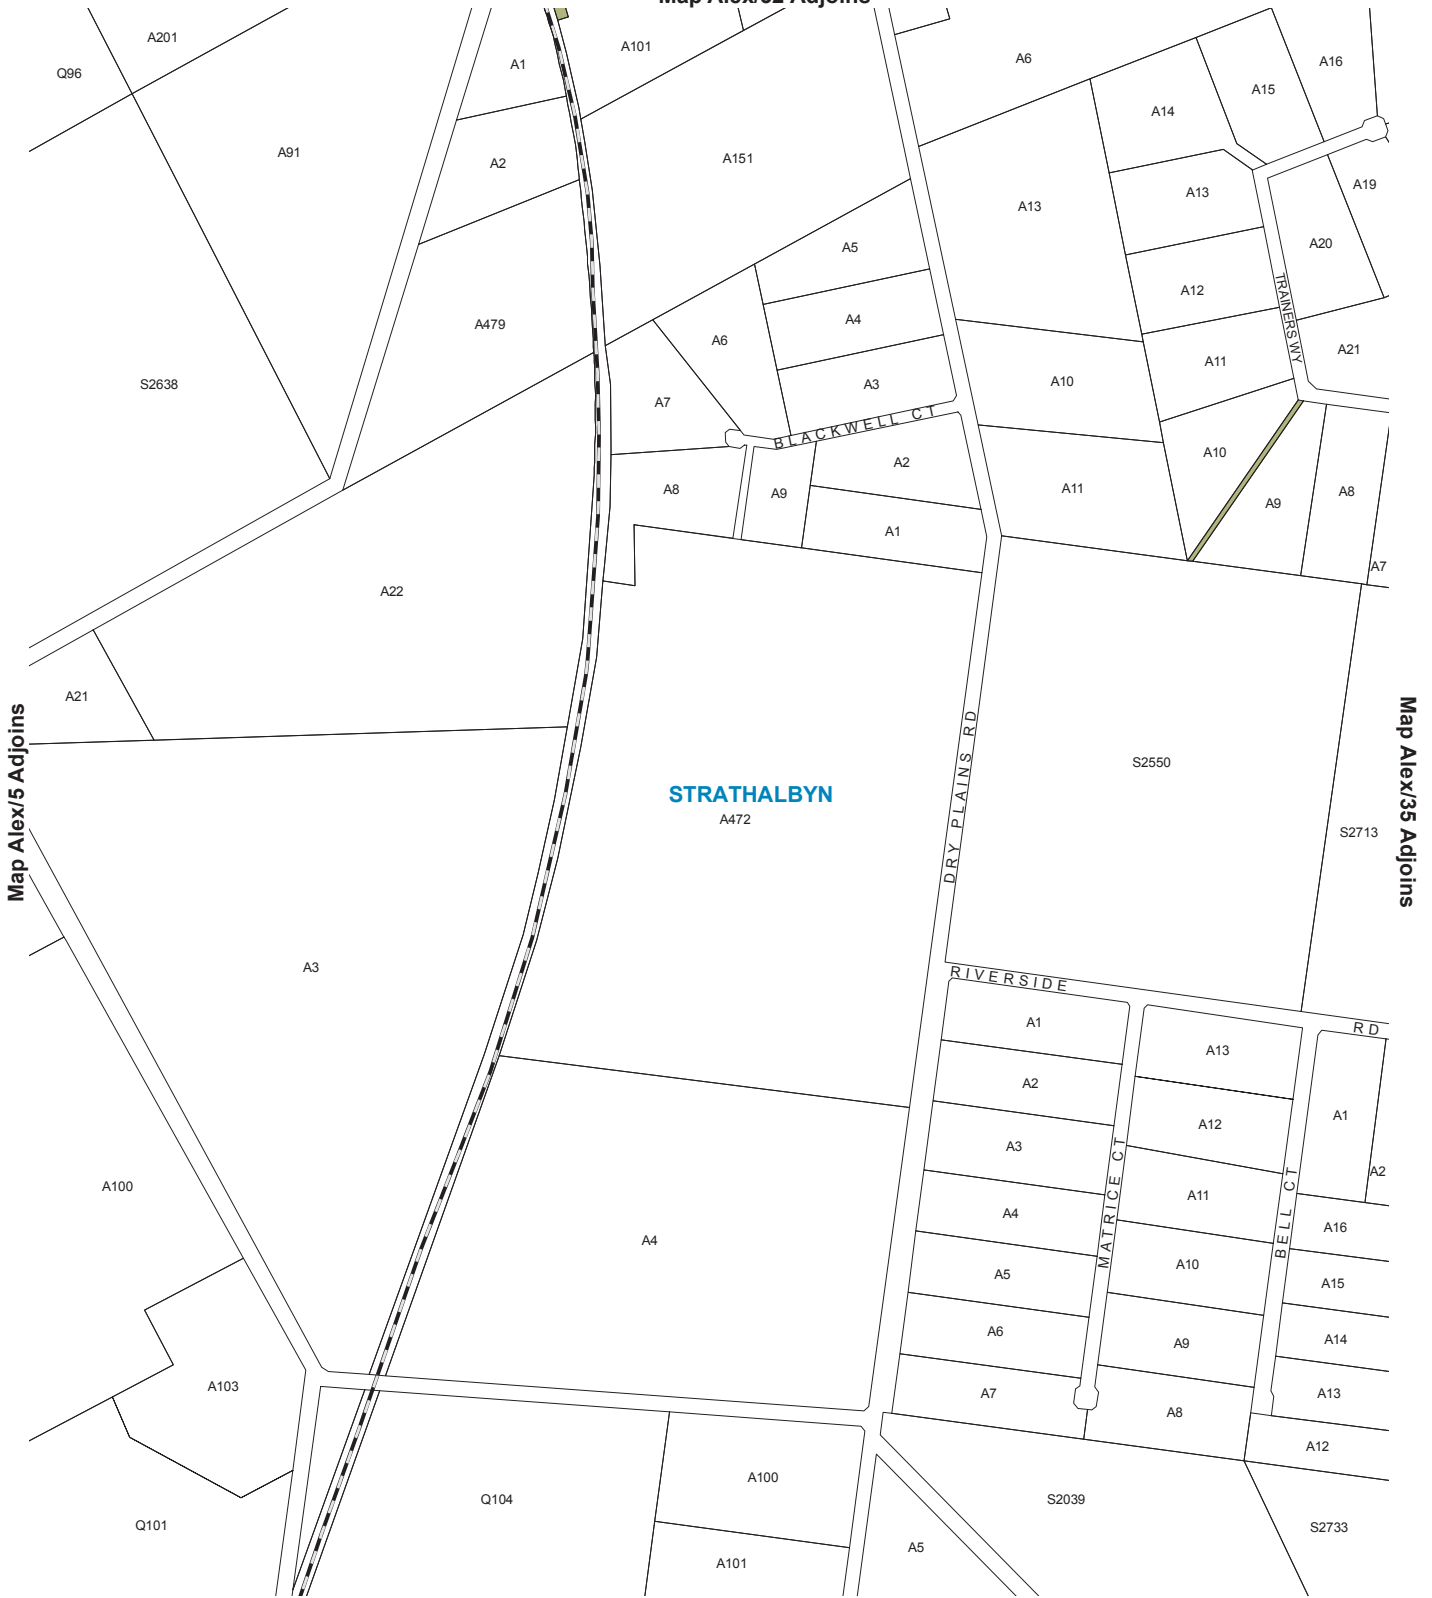 Map Alex/32 Adjoins
A201
Q96
A1
A101
A6
A16
A15
A14
A91
A2
A151
A13
A13
A19
A20
A5
A12
TRAINERS WY
A4
A479
A6
A21
A11
A10
A3
S2638
A7
BLACKWELL CT
A10
A2
A11
A8
A9
A9
A8
A1
A7
A22
A21
Map Alex/5 Adjoins
Map Alex/35 Adjoins
DRY PLAINS RD
S2550
STRATHALBYN
A472
S2713
A3
RIVERSIDE RD
A1
A13
A2
A12
A1
A3
MATRICE CT
BELL CT
A2
A100
A11
A4
A16
A4
A10
A5
A15
A6
A9
A14
A103
A7
A13
A8
A12
A100
Q104
S2039
Q101
S2733
A5
A101